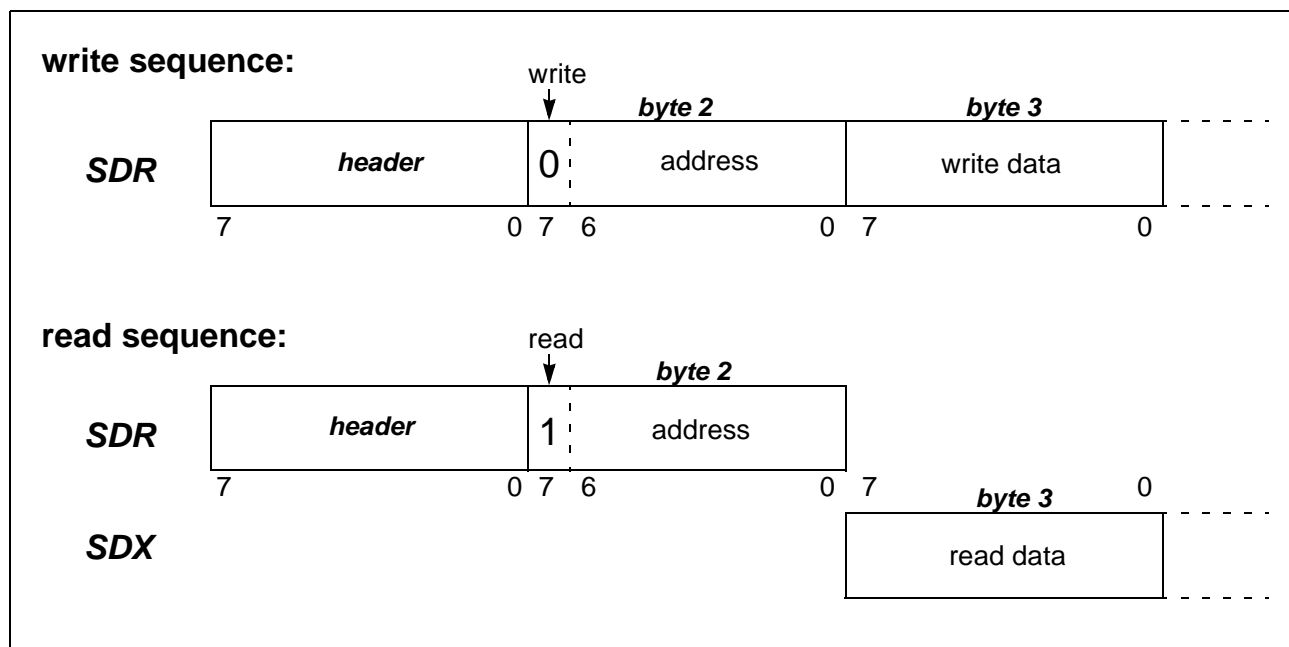 write sequence:
write
byte 2 byte 3
SDR header 0 address write data
7 0 7 6 0 7 0
read sequence:
read
byte 2
SDR header 1 address
7 0 7 6 0 7 0
byte 3
SDX read data